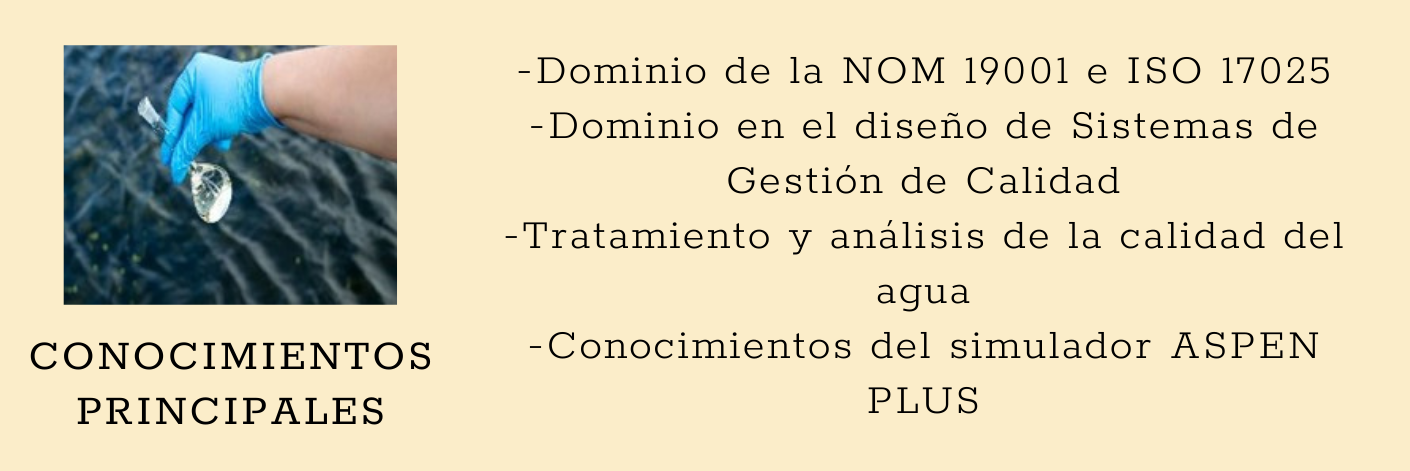 CONOCIMIENTOS
PRINCIPALES
-Dominio de la NOM 19001 e ISO 17025
-Dominio en el diseño de Sistemas de
Gestión de Calidad
-Tratamiento y análisis de la calidad del
agua
-Conocimientos del simulador ASPEN
PLUS